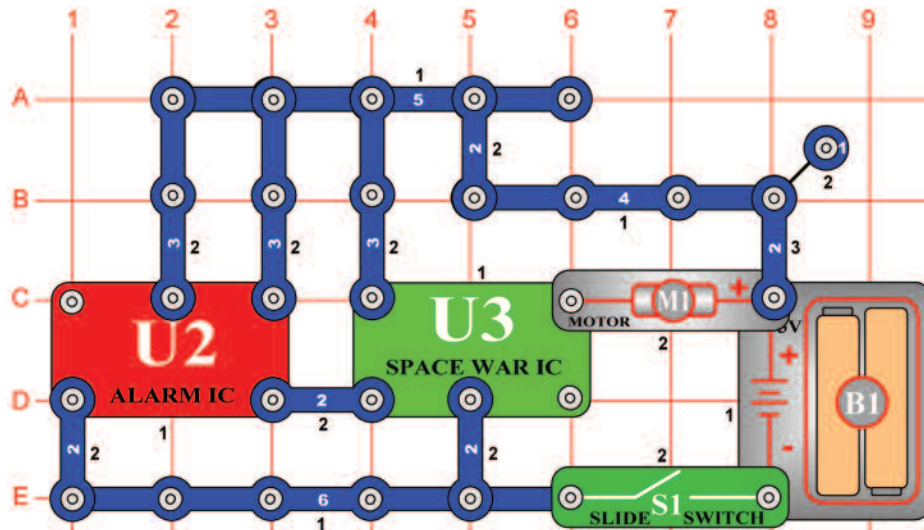 1 2 3 4 5 6 7 8 9
1
A 5
2 2 1
2
B 4
3 2 3 2 3 2 1 2 3
1
C U2 U3 M1 +
MOTOR 3V
ALARM IC SPACE WAR IC 2 +
D 2 B1
1 2 1
2 2 2 2 2 -
E 6 S1
1 SLIDE SWITCH